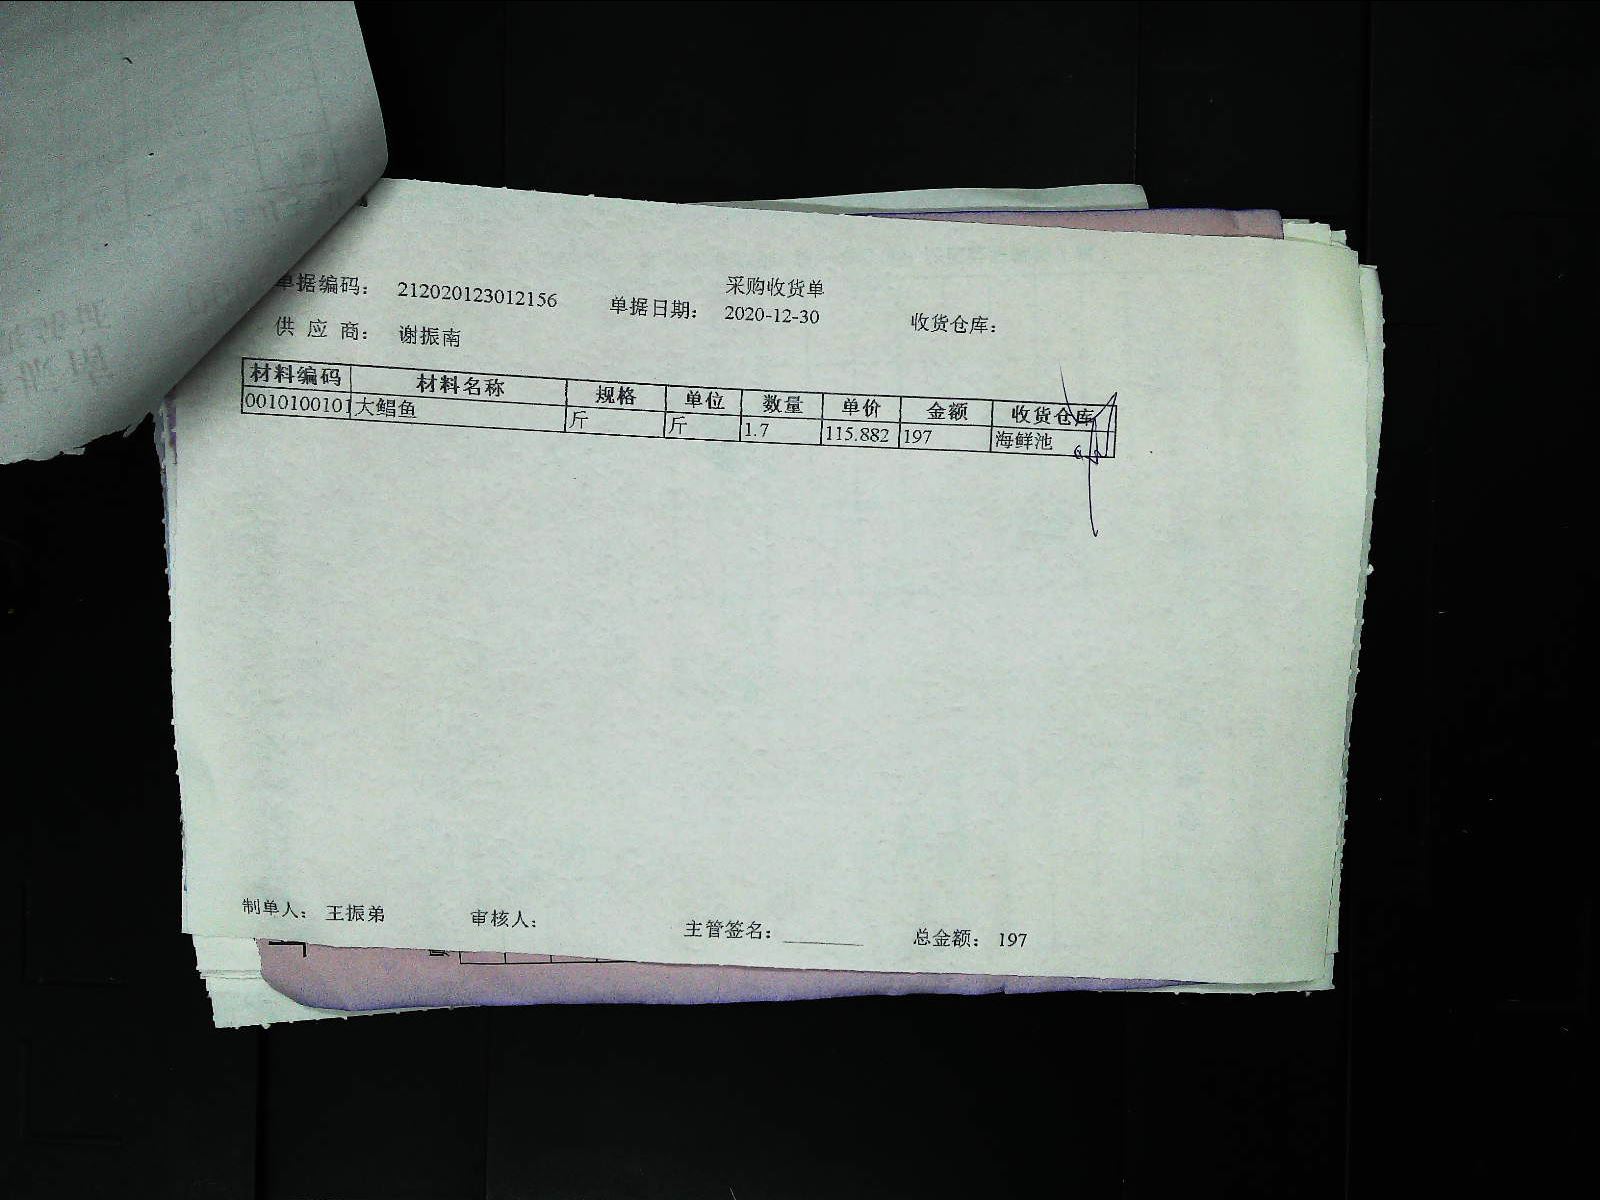 采购收货单
单据编码： 212020123012156 单据日期： 2020-12-30 收货仓库：
供 应 商： 谢振南
材料编码 材料名称 规格 单位 数量 单价 金额 收货仓库
0010100101 大鲳鱼 斤 斤 1.7 115.882 197 海鲜池
制单人： 王振弟 审核人： 主管签名： ________ 总金额： 197